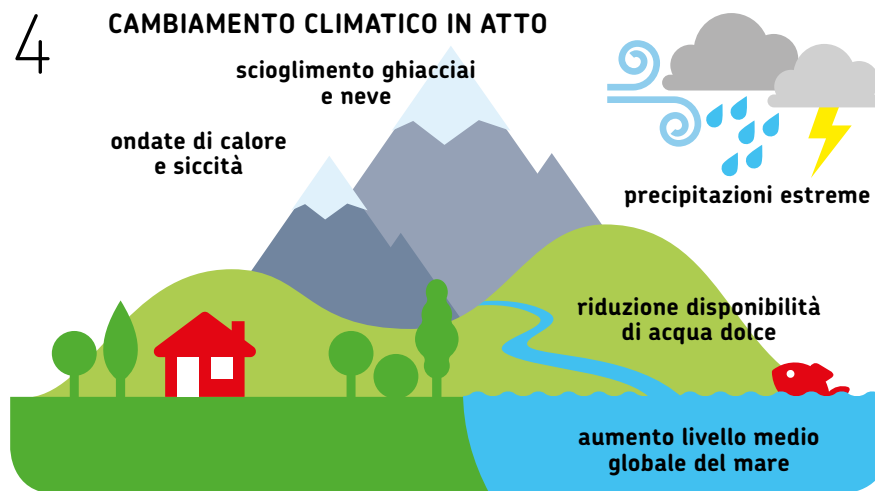 4
CAMBIAMENTO CLIMATICO IN ATTO
scioglimento ghiacciai
e neve
ondate di calore
e siccità
precipitazioni estreme
riduzione disponibilità
di acqua dolce
aumento livello medio
globale del mare